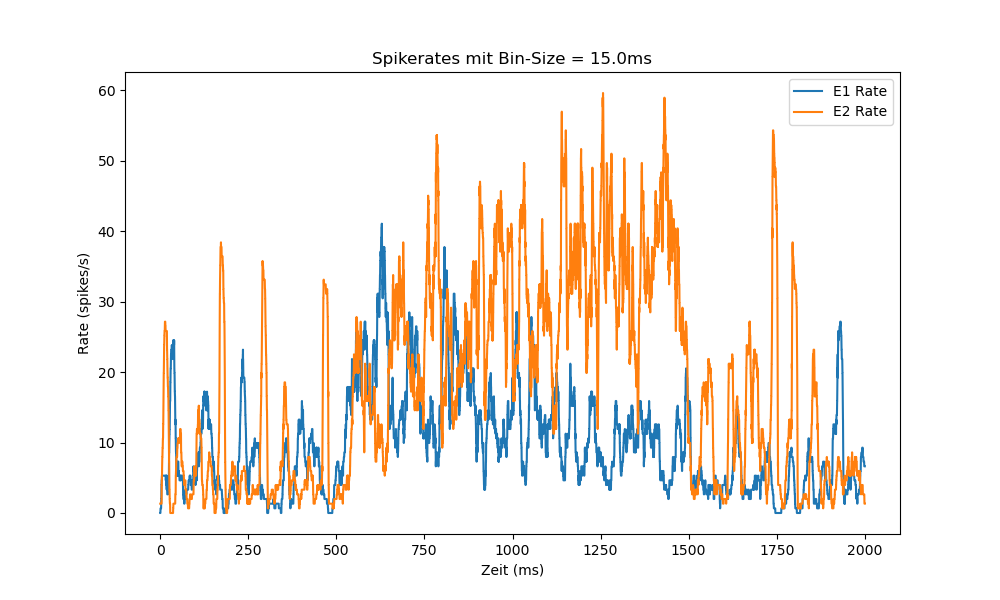 Spikerates mit Bin-Size = 15.0ms
E1 Rate
E2 Rate
60
50
40
30
20
10
0
Rate (spikes/s)
0 250 500 750 1000 1250 1500 1750 2000
Zeit (ms)